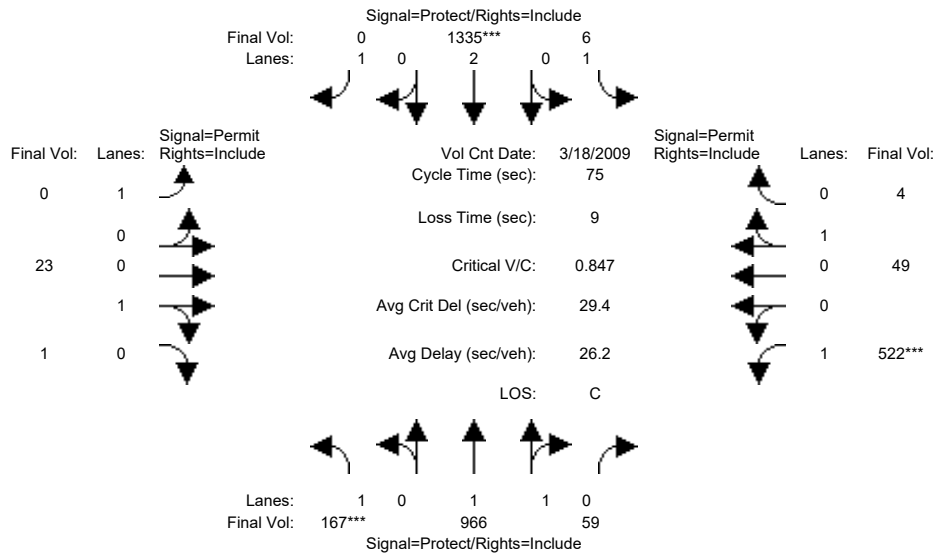 Signal=Protect/Rights=Include
Final Vol: 0 1335*** 6
Lanes: 1 0 2 0 1
Signal=Permit
Final Vol: Lanes: Rights=Include
Vol Cnt Date: 3/18/2009
Signal=Permit
Rights=Include Lanes: Final Vol:
Cycle Time (sec): 75
0 1
0 4
Loss Time (sec): 9
0
1
23 0
Critical V/C: 0.847
0 49
1
Avg Crit Del (sec/veh): 29.4
0
1 0
Avg Delay (sec/veh): 26.2
1 522***
LOS: C
Lanes: 1 0 1 1 0
Final Vol: 167*** 966 59
Signal=Protect/Rights=Include